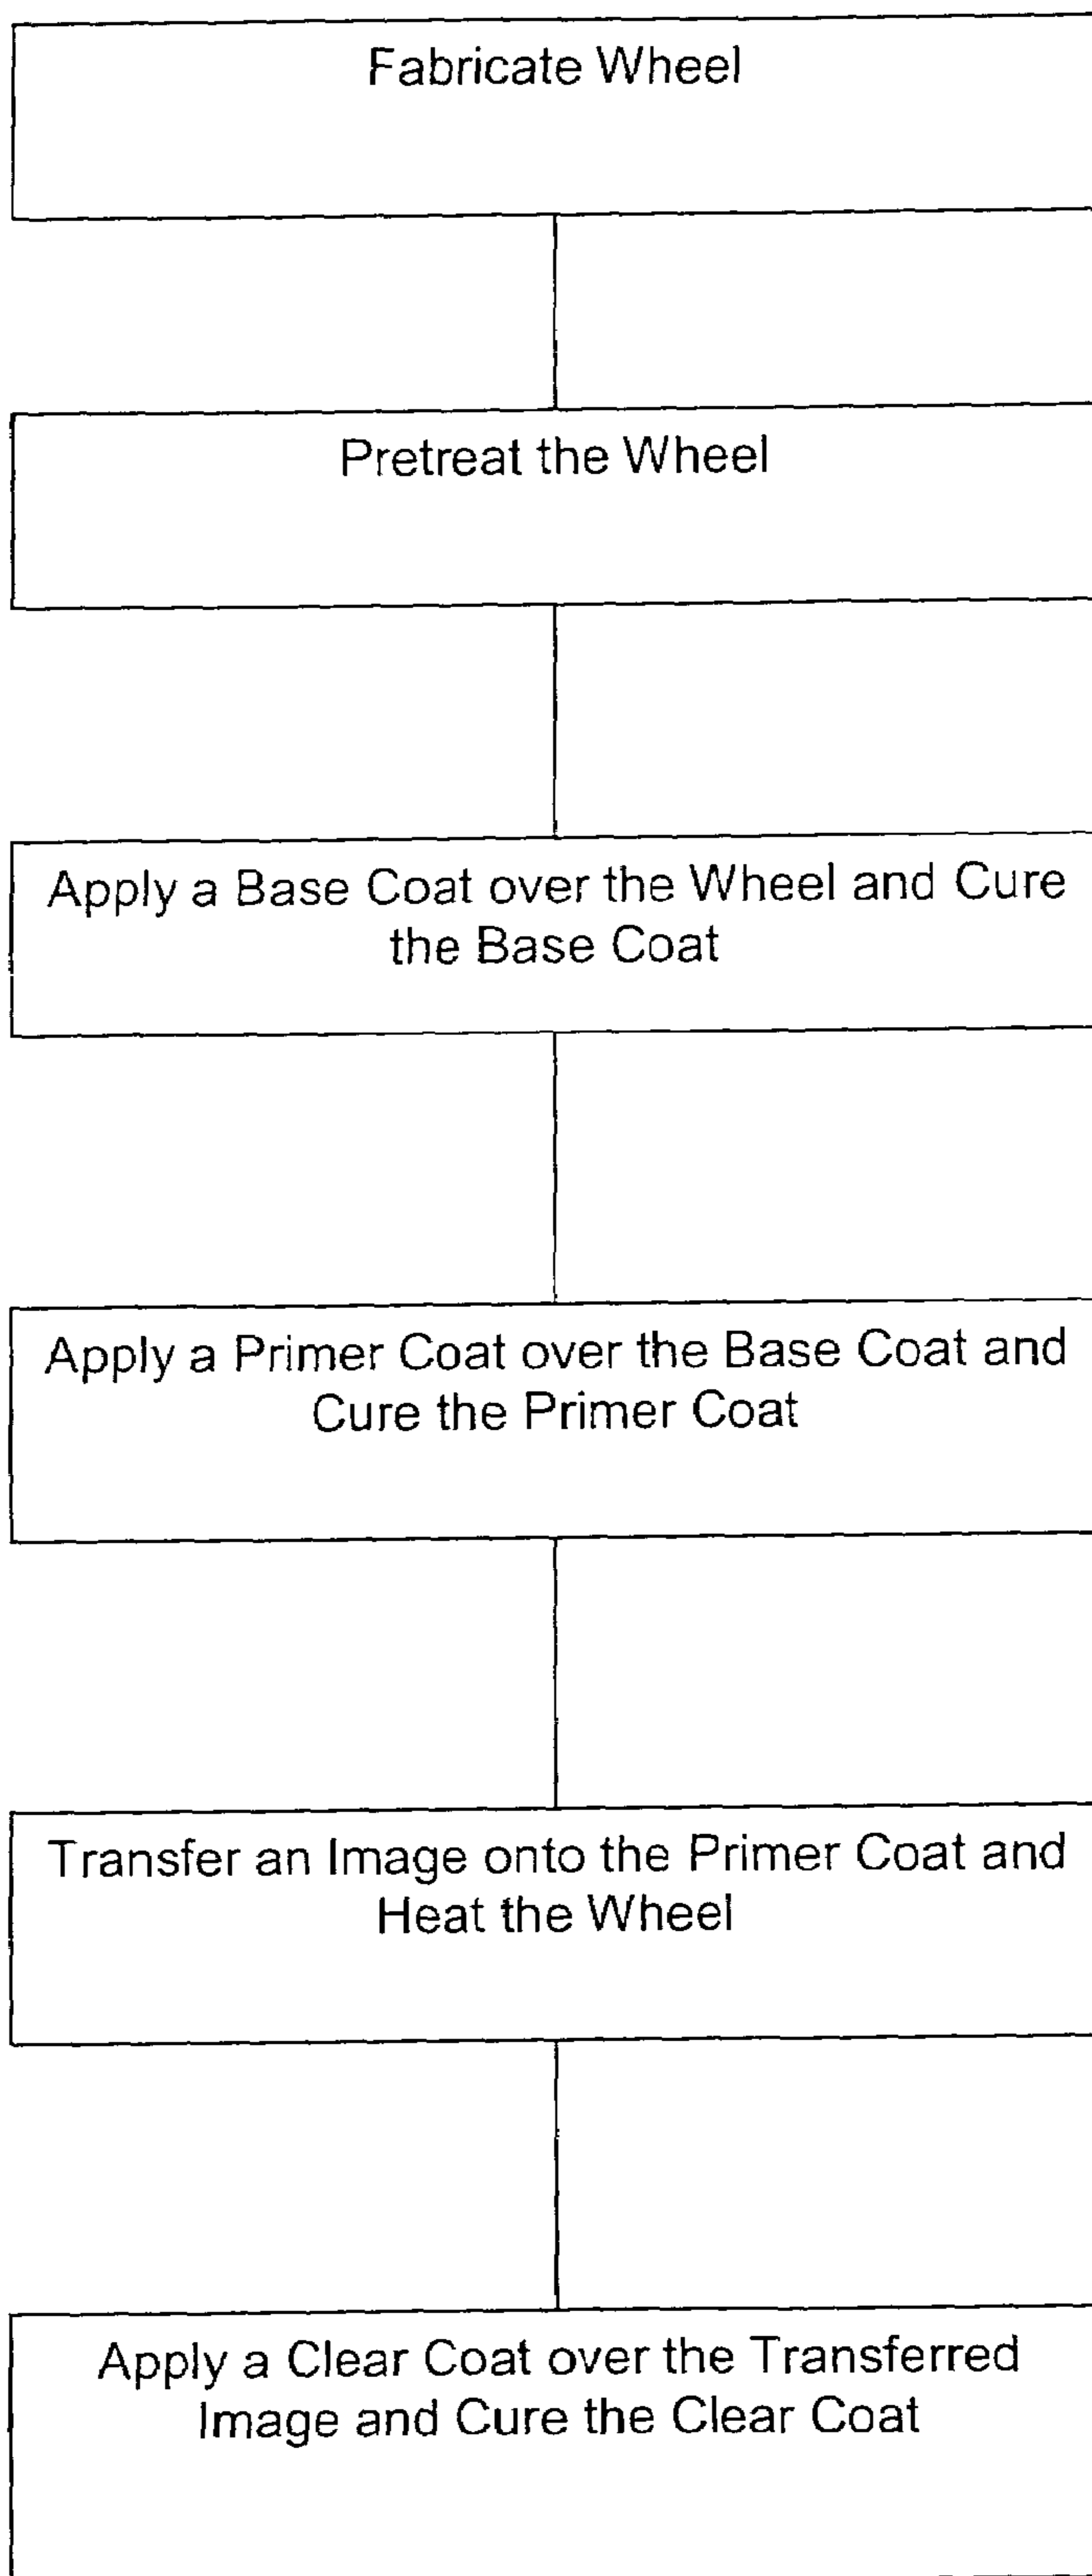 Fabricate Wheel
Pretreat the Wheel
Apply a Base Coat over the Wheel and Cure
the Base Coat
Apply a Primer Coat over the Base Coat and
Cure the Primer Coat
Transfer an Image onto the Primer Coat and
Heat the Wheel
Apply a Clear Coat over the Transferred
Image and Cure the Clear Coat